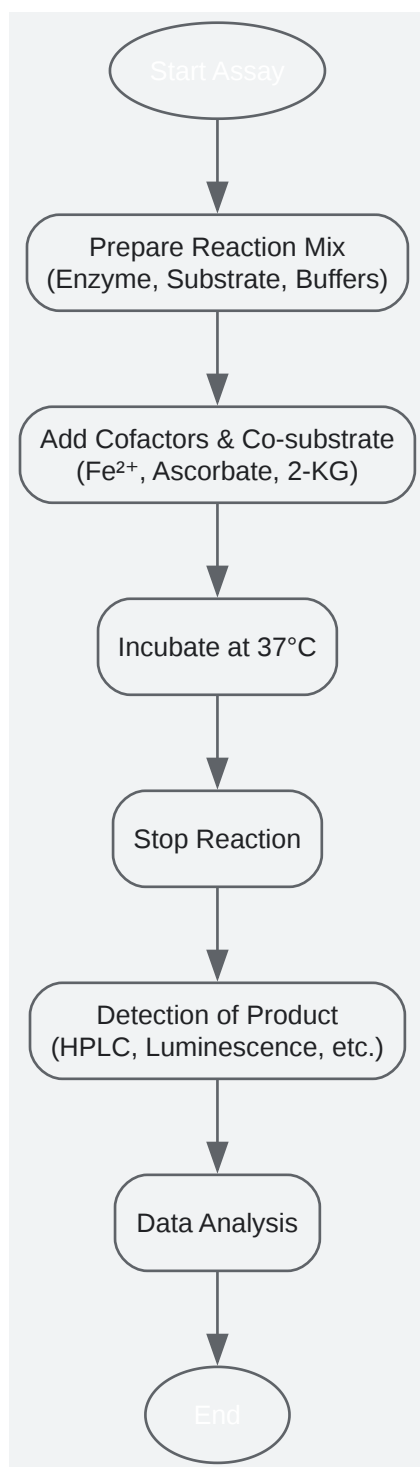 Start Assay
Prepare Reaction Mix
(Enzyme, Substrate, Buffers)
Add Cofactors & Co-substrate
(Fe²⁺, Ascorbate, 2-KG)
Incubate at 37°C
Stop Reaction
Detection of Product
(HPLC, Luminescence, etc.)
Data Analysis
End